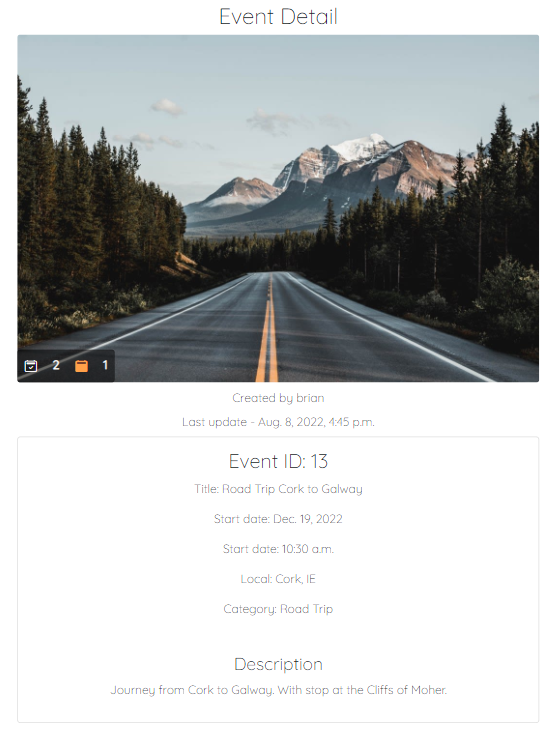 Event Detail
2 1
Created by brian
Last update - Aug. 8, 2022, 4:45 p.m.
Event ID: 13
Title: Road Trip Cork to Galway
Start date: Dec. 19, 2022
Start date: 10:30 a.m.
Local: Cork, IE
Category: Road Trip
Description
Journey from Cork to Galway. With stop at the Cliffs of Moher.